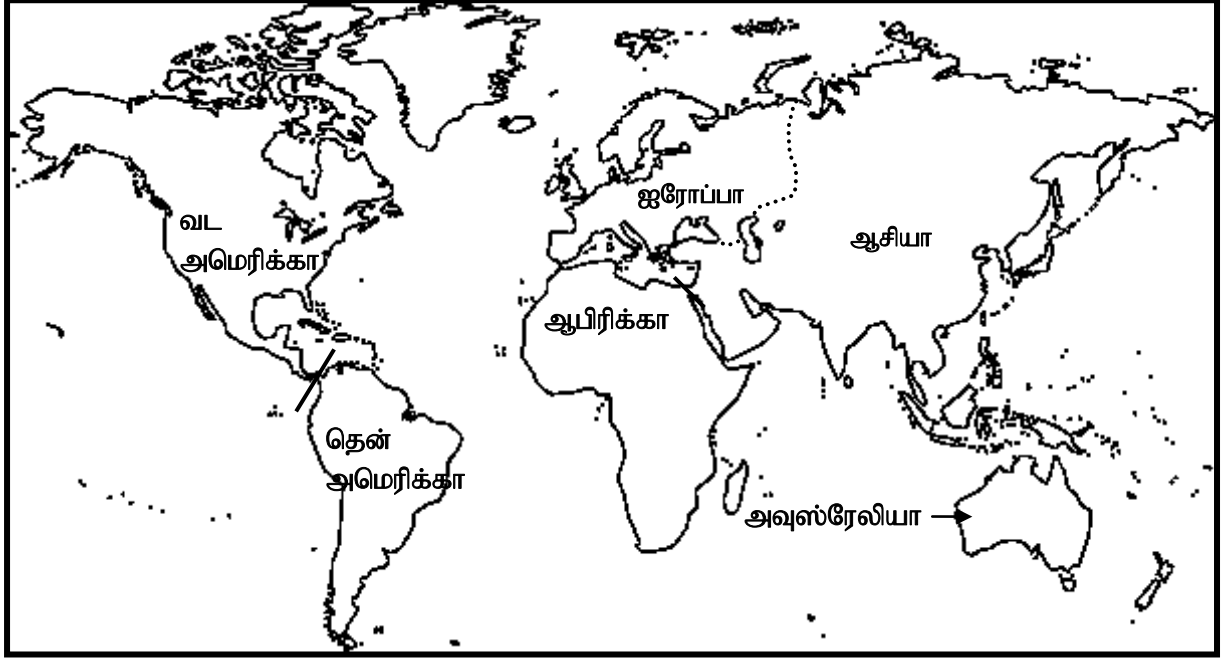 வட
அமெரிக்கா
ஐரோப்பா
ஆசியா
ஆபிரிக்கா
தென்
அமெரிக்கா
அவுஸ்ரேலியா